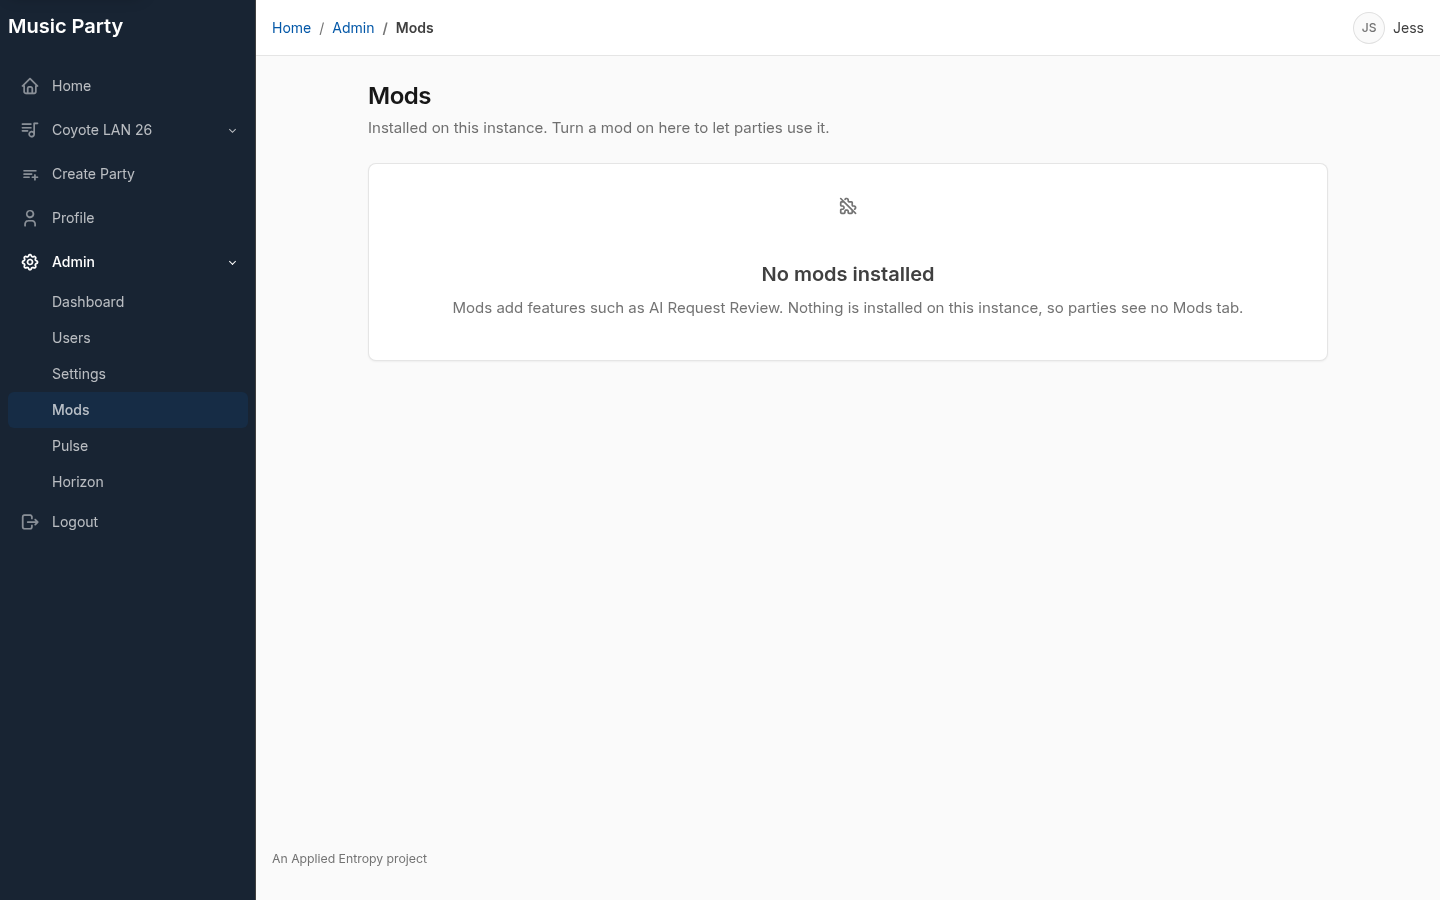 Music Party
Home
Coyote LAN 26
Create Party
Profile
Admin
Dashboard
Users
Settings
Mods
Pulse
Horizon
Logout
Home / Admin / Mods
JS Jess
Mods
Installed on this instance. Turn a mod on here to let parties use it.
No mods installed
Mods add features such as AI Request Review. Nothing is installed on this instance, so parties see no Mods tab.
An Applied Entropy project